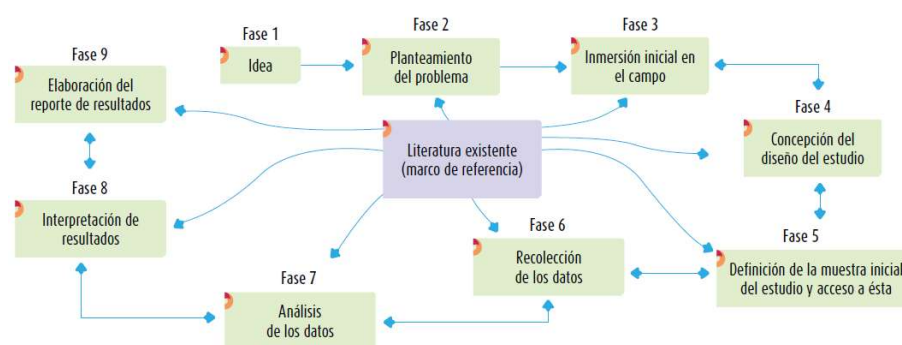 Fase 1
Idea
Fase 2
Planteamiento
del problema
Fase 3
Inmersión inicial en
el campo
Fase 4
Concepción del
diseño del estudio
Fase 5
Definición de la muestra inicial
del estudio y acceso a ésta
Fase 6
Recolección
de los datos
Fase 7
Análisis
de los datos
Fase 8
Interpretación de
resultados
Fase 9
Elaboración del
reporte de resultados
Literatura existente
(marco de referencia)